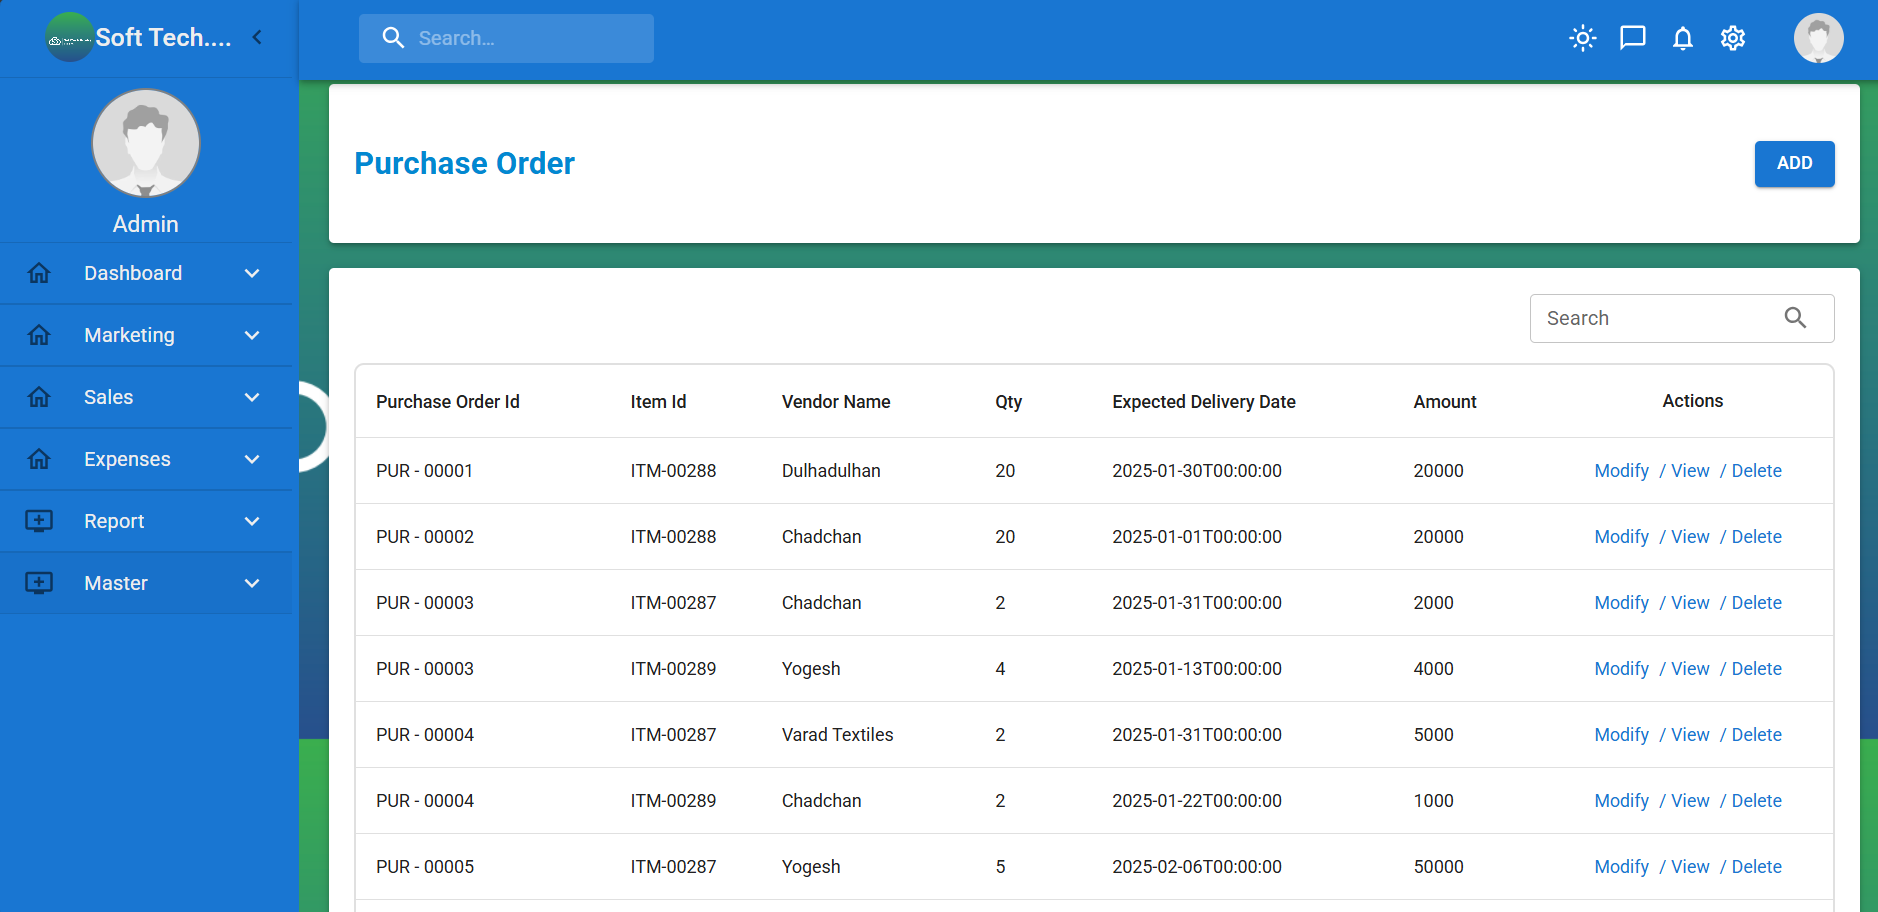 Soft Tech....
Search...
Admin
Dashboard
Marketing
Sales
Expenses
Report
Master
Purchase Order
ADD
Search
Purchase Order Id Item Id Vendor Name Qty Expected Delivery Date Amount Actions
PUR - 00001 ITM-00288 Dulhadulhan 20 2025-01-30T00:00:00 20000 Modify / View / Delete
PUR - 00002 ITM-00288 Chadchan 20 2025-01-01T00:00:00 20000 Modify / View / Delete
PUR - 00003 ITM-00287 Chadchan 2 2025-01-31T00:00:00 2000 Modify / View / Delete
PUR - 00003 ITM-00289 Yogesh 4 2025-01-13T00:00:00 4000 Modify / View / Delete
PUR - 00004 ITM-00287 Varad Textiles 2 2025-01-31T00:00:00 5000 Modify / View / Delete
PUR - 00004 ITM-00289 Chadchan 2 2025-01-22T00:00:00 1000 Modify / View / Delete
PUR - 00005 ITM-00287 Yogesh 5 2025-02-06T00:00:00 50000 Modify / View / Delete